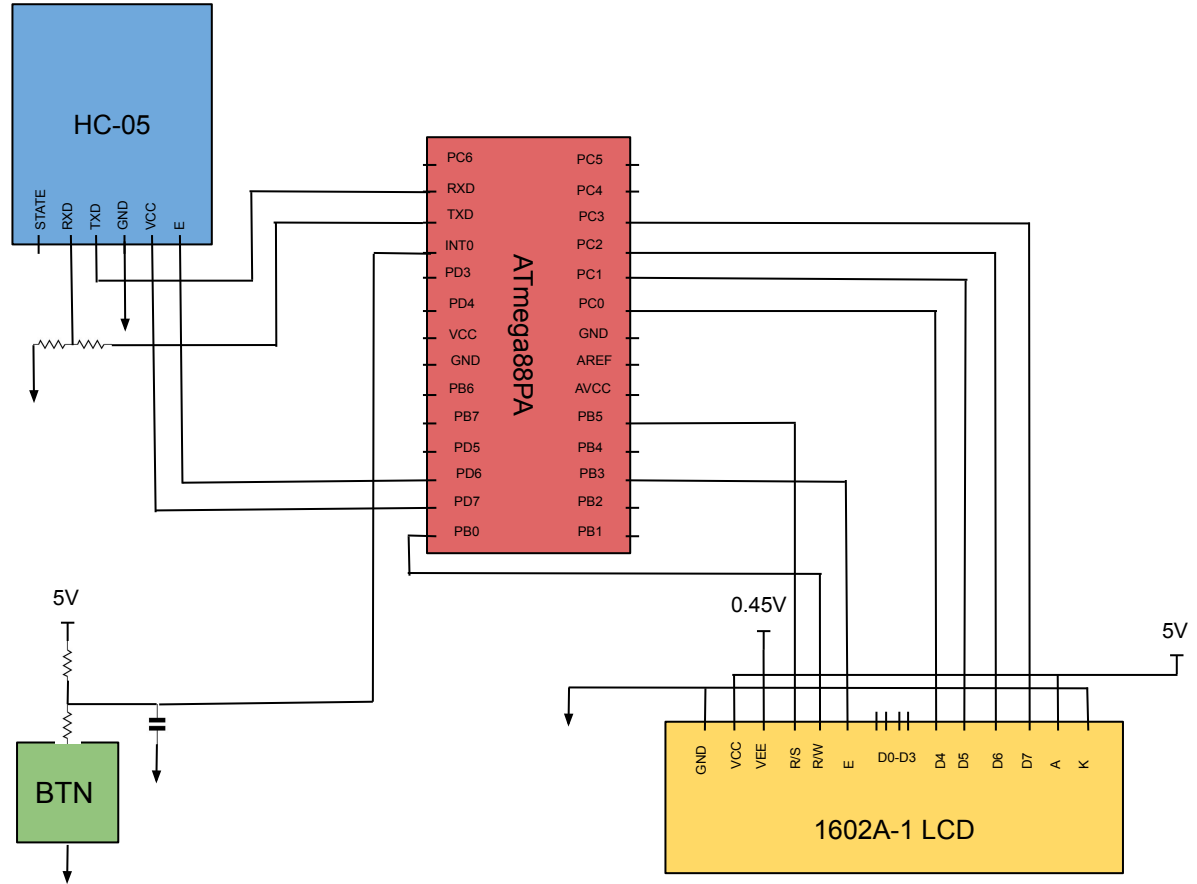 HC-05
STATE
RXD
TXD
GND
VCC
E
ATmega88PA
PC6
RXD
TXD
INT0
PD3
PD4
VCC
GND
PB6
PB7
PD5
PD6
PD7
PB0
PC5
PC4
PC3
PC2
PC1
PC0
GND
AREF
AVCC
PB5
PB4
PB3
PB2
PB1
5V
BTN
0.45V
5V
GND
VCC
VEE
R/S
R/W
E
D0-D3
D4
D5
D6
D7
A
K
1602A-1 LCD